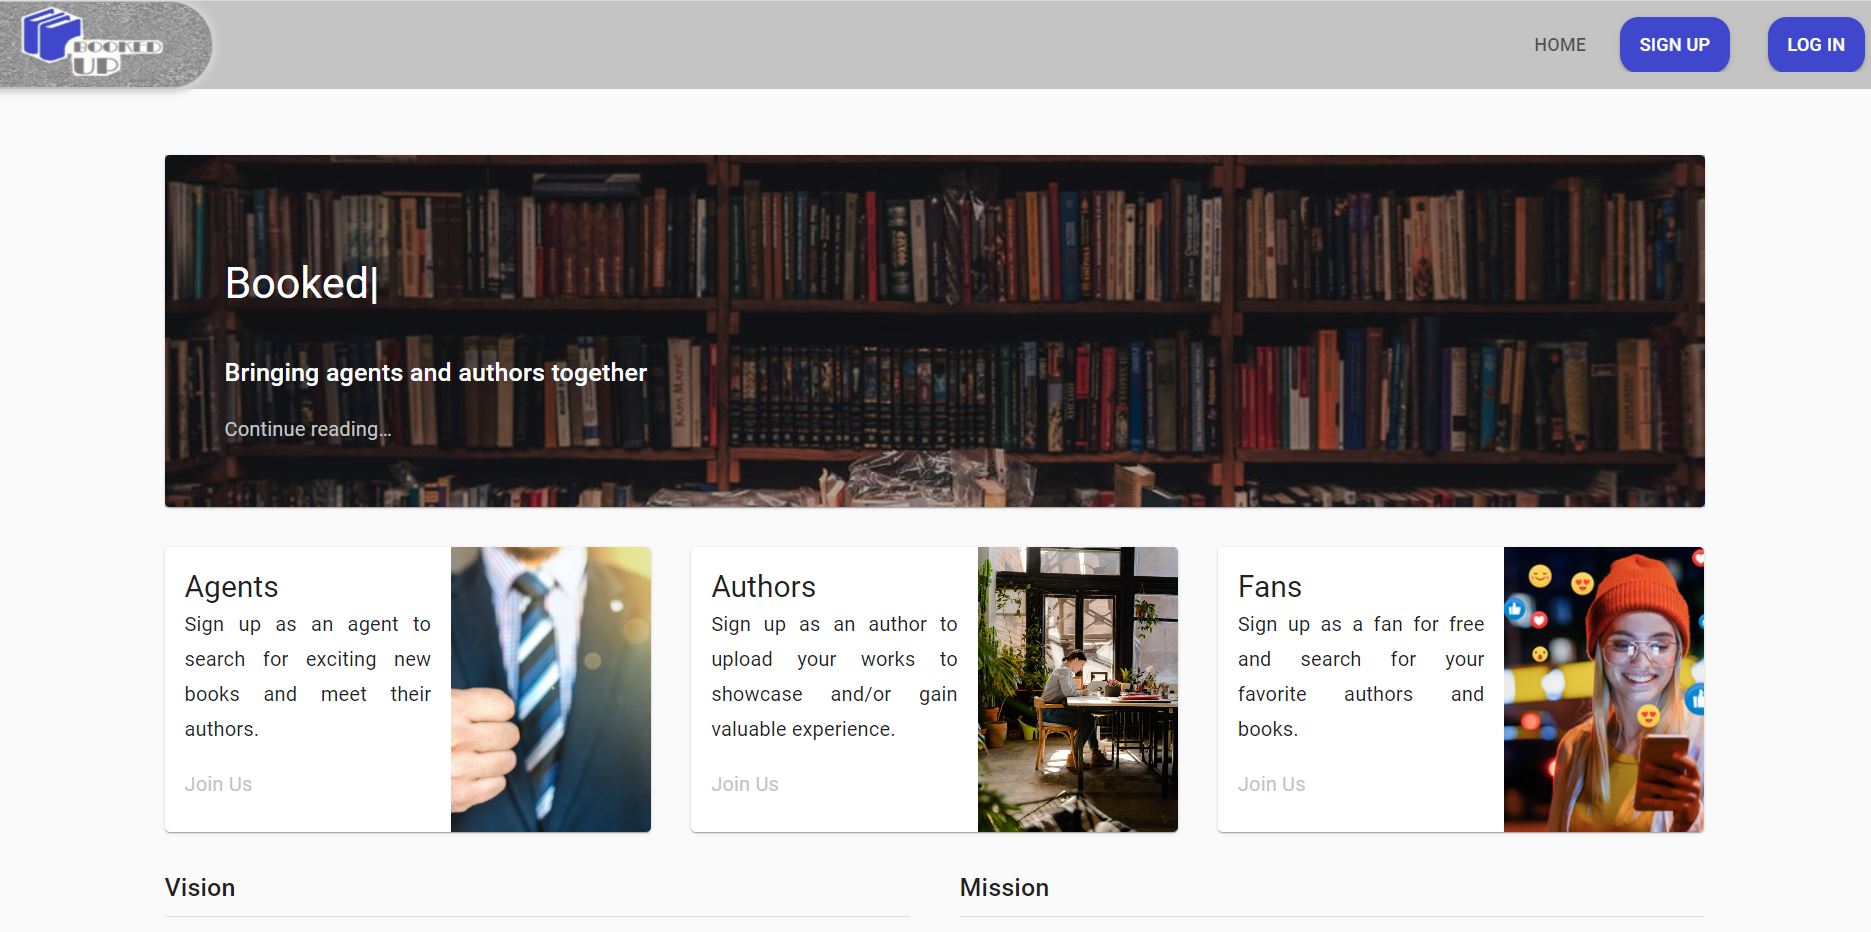 BOOKED
UP
HOME
SIGN UP
LOG IN
Booked|
Bringing agents and authors together
Continue reading...
Agents
Sign up as an agent to
search for exciting new
books and meet their
authors.
Join Us
Authors
Sign up as an author to
upload your works to
showcase and/or gain
valuable experience.
Join Us
Fans
Sign up as a fan for free
and search for your
favorite authors and
books.
Join Us
Vision
Mission